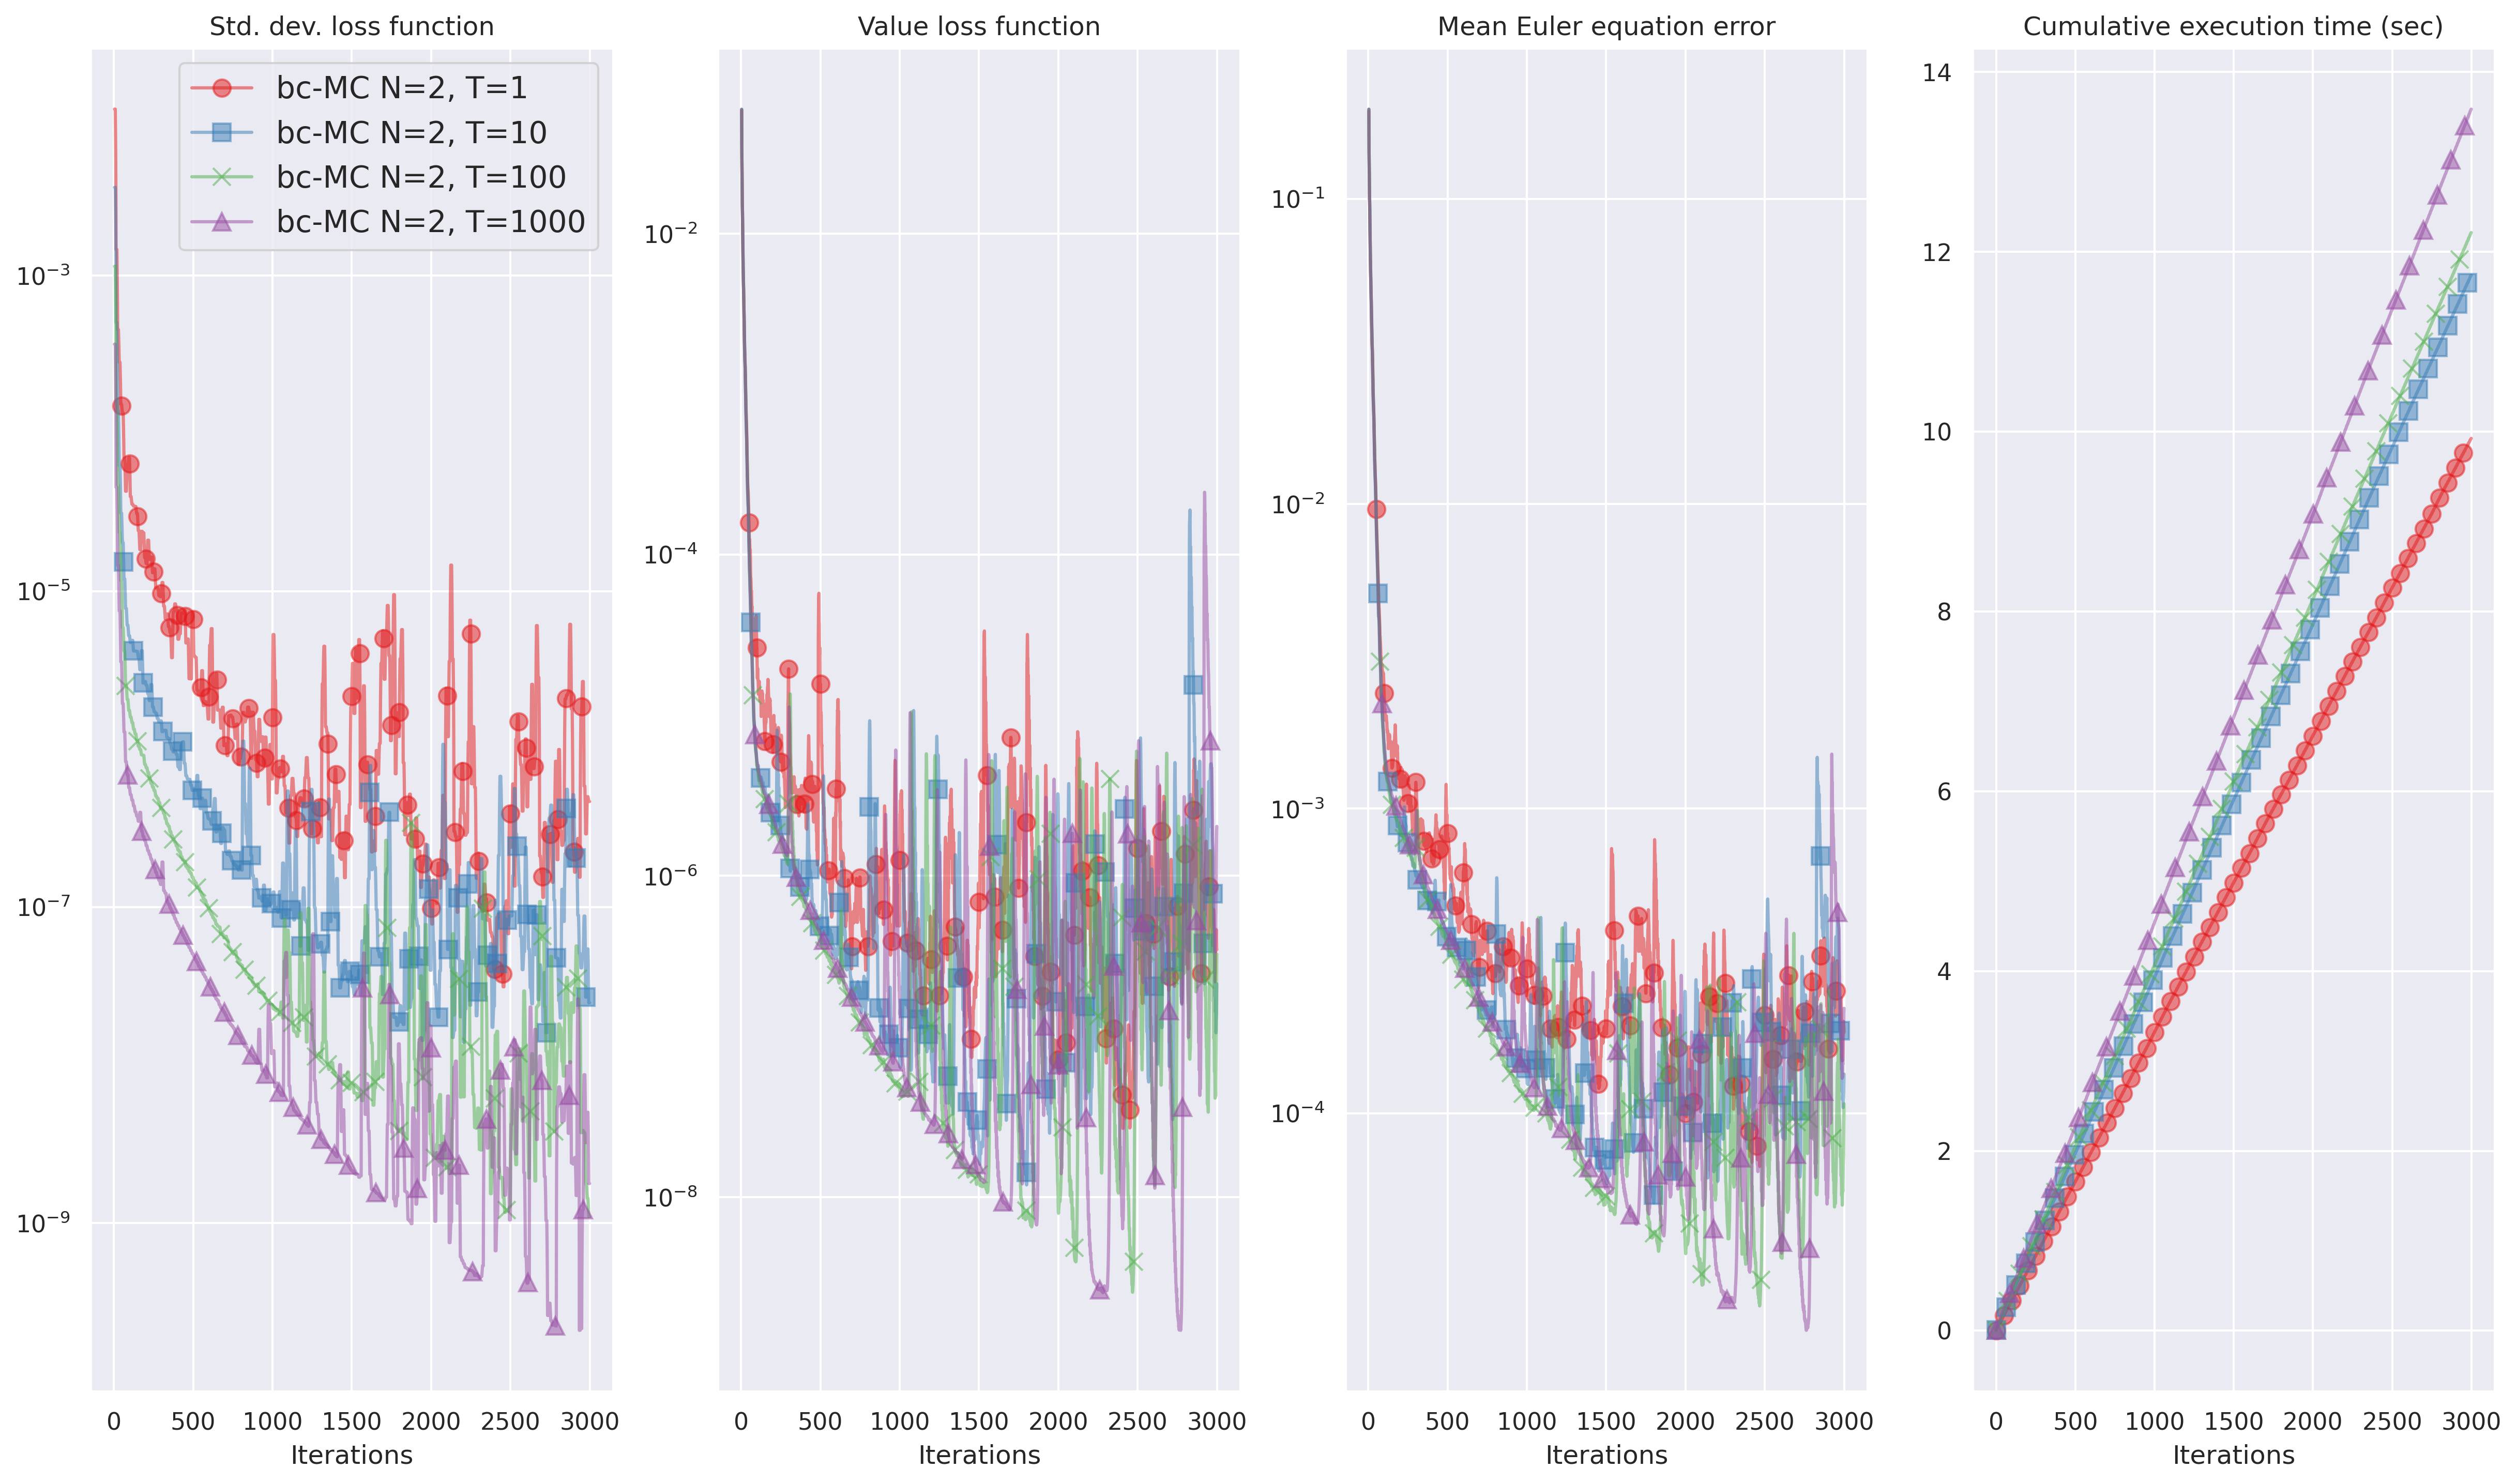 Std. dev. loss function
Value loss function
Mean Euler equation error
Cumulative execution time (sec)
bc-MC N=2, T=1
bc-MC N=2, T=10
bc-MC N=2, T=100
bc-MC N=2, T=1000
10⁻³
10⁻⁵
10⁻⁷
10⁻⁹
0 500 1000 1500 2000 2500 3000
Iterations
10⁻²
10⁻⁴
10⁻⁶
10⁻⁸
0 500 1000 1500 2000 2500 3000
Iterations
10⁻¹
10⁻²
10⁻³
10⁻⁴
0 500 1000 1500 2000 2500 3000
Iterations
14
12
10
8
6
4
2
0
0 500 1000 1500 2000 2500 3000
Iterations